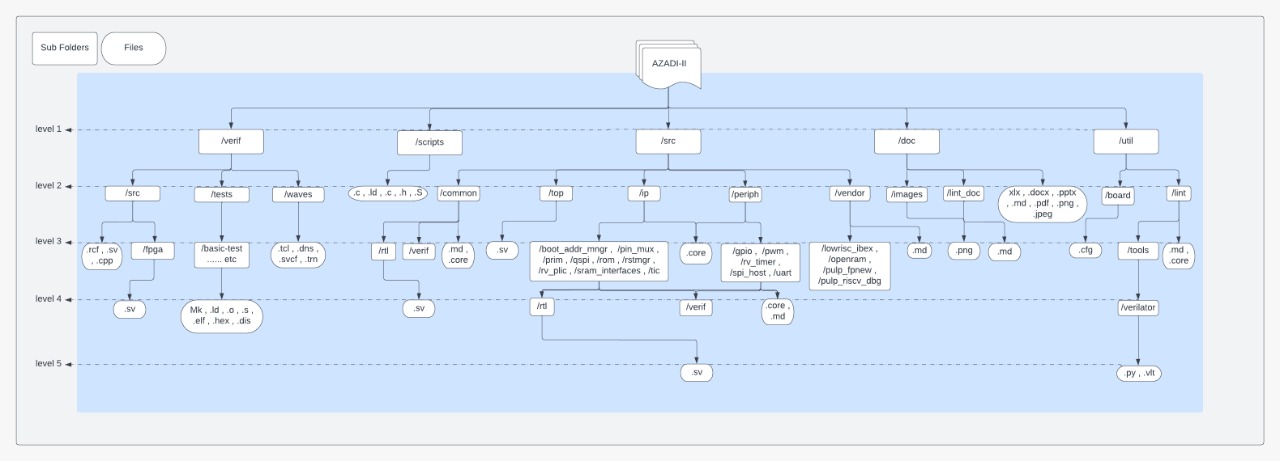 Sub Folders
Files
AZADI-II
level 1
/verif
/scripts
/src
/doc
/util
level 2
/src
/tests
/waves
.c , .ld , .c , .h , .S
/common
/top
/ip
/periph
/vendor
/images
/lint_doc
xlx , .docx , .pptx
, .md , .pdf , .png ,
.jpeg
/board
/lint
level 3
.rcf , .sv
, .cpp
/fpga
/basic-test
...... etc
.tcl , .dns ,
.svcf , .trn
/rtl
/verif
.md ,
.core
.sv
/boot_addr_mngr , /pin_mux ,
/prim , /qspi , /rom , /rstmgr ,
/rv_plic , /sram_interfaces , /tic
.core
/gpio , /pwm ,
/rv_timer ,
/spi_host , /uart
/lowrisc_ibex ,
/openram ,
/pulp_fpnew ,
/pulp_riscv_dbg
.md
.png
.md
.cfg
/tools
.md ,
.core
level 4
.sv
Mk , .ld , .o , .s ,
.elf , .hex , .dis
.sv
/rtl
/verif
.core ,
.md
/verilator
level 5
.sv
.py , .vlt